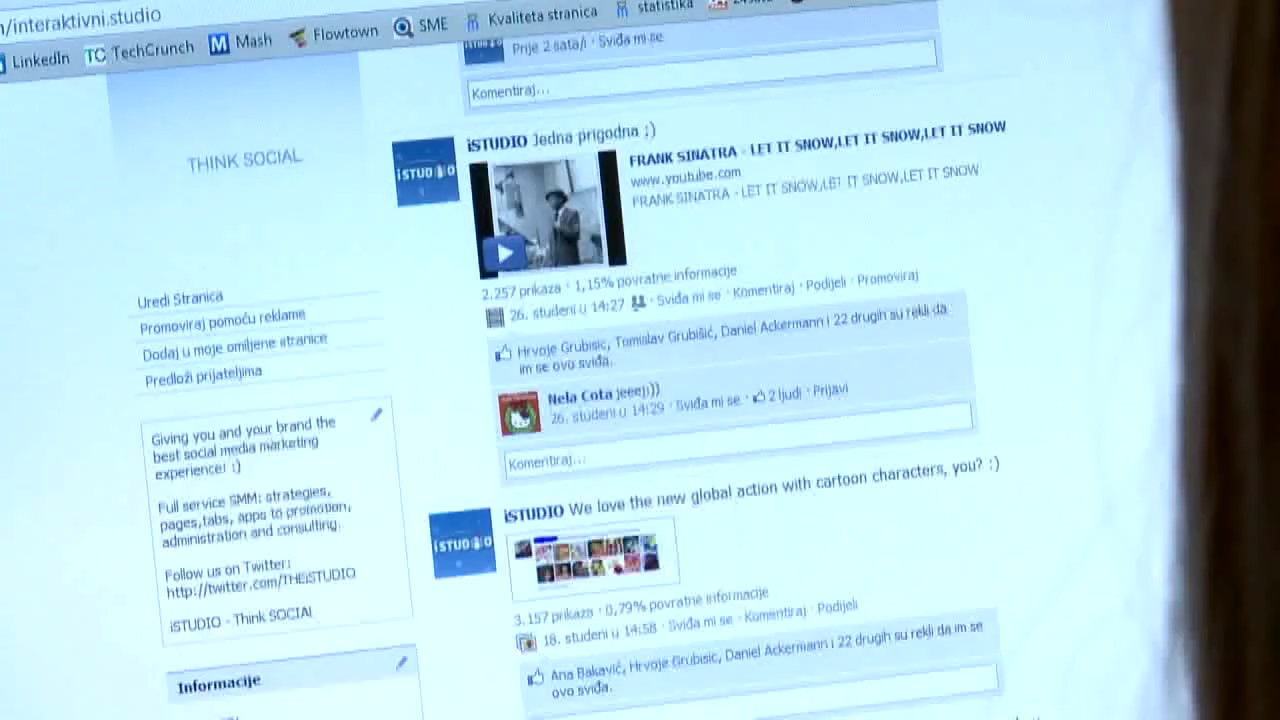 /interaktivni.studio
LinkedIn TechCrunch Mash Flowtown SME Kvaliteta stranica statistika
Prije 2 sata/i · Sviđa mi se
Komentiraj...
THINK SOCIAL
iSTUDIO Jedna prigodna ;)
iSTUDIO
FRANK SINATRA - LET IT SNOW,LET IT SNOW,LET IT SNOW
www.youtube.com
FRANK SINATRA - LET IT SNOW,LET IT SNOW,LET IT SNOW
2.257 prikaza · 1,15% povratne informacije
26. studeni u 14:27 · Sviđa mi se · Komentiraj · Podijeli · Promoviraj
Hrvoje Grubisic, Tomislav Grubišić, Daniel Ackermann i 22 drugih su rekli da
im se ovo sviđa.
Nela Cota jeeej:))
26. studeni u 14:29 · Sviđa mi se · 2 ljudi · Prijavi
Komentiraj...
Uredi Stranica
Promoviraj pomoću reklame
Dodaj u moje omiljene stranice
Predloži prijateljima
Giving you and your brand the
best social media marketing
experience! :)
Full service SMM: strategies,
pages,tabs, apps to promotion,
administration and consulting.
Follow us on Twitter:
http://twitter.com/THEiSTUDIO
iSTUDIO - Think SOCIAL
Informacije
iSTUDIO We love the new global action with cartoon characters, you? :)
iSTUDIO
3.157 prikaza · 0,79% povratne informacije
18. studeni u 14:58 · Sviđa mi se · Komentiraj · Podijeli
Ana Bakavić, Hrvoje Grubisic, Daniel Ackermann i 22 drugih su rekli da im se
ovo sviđa.